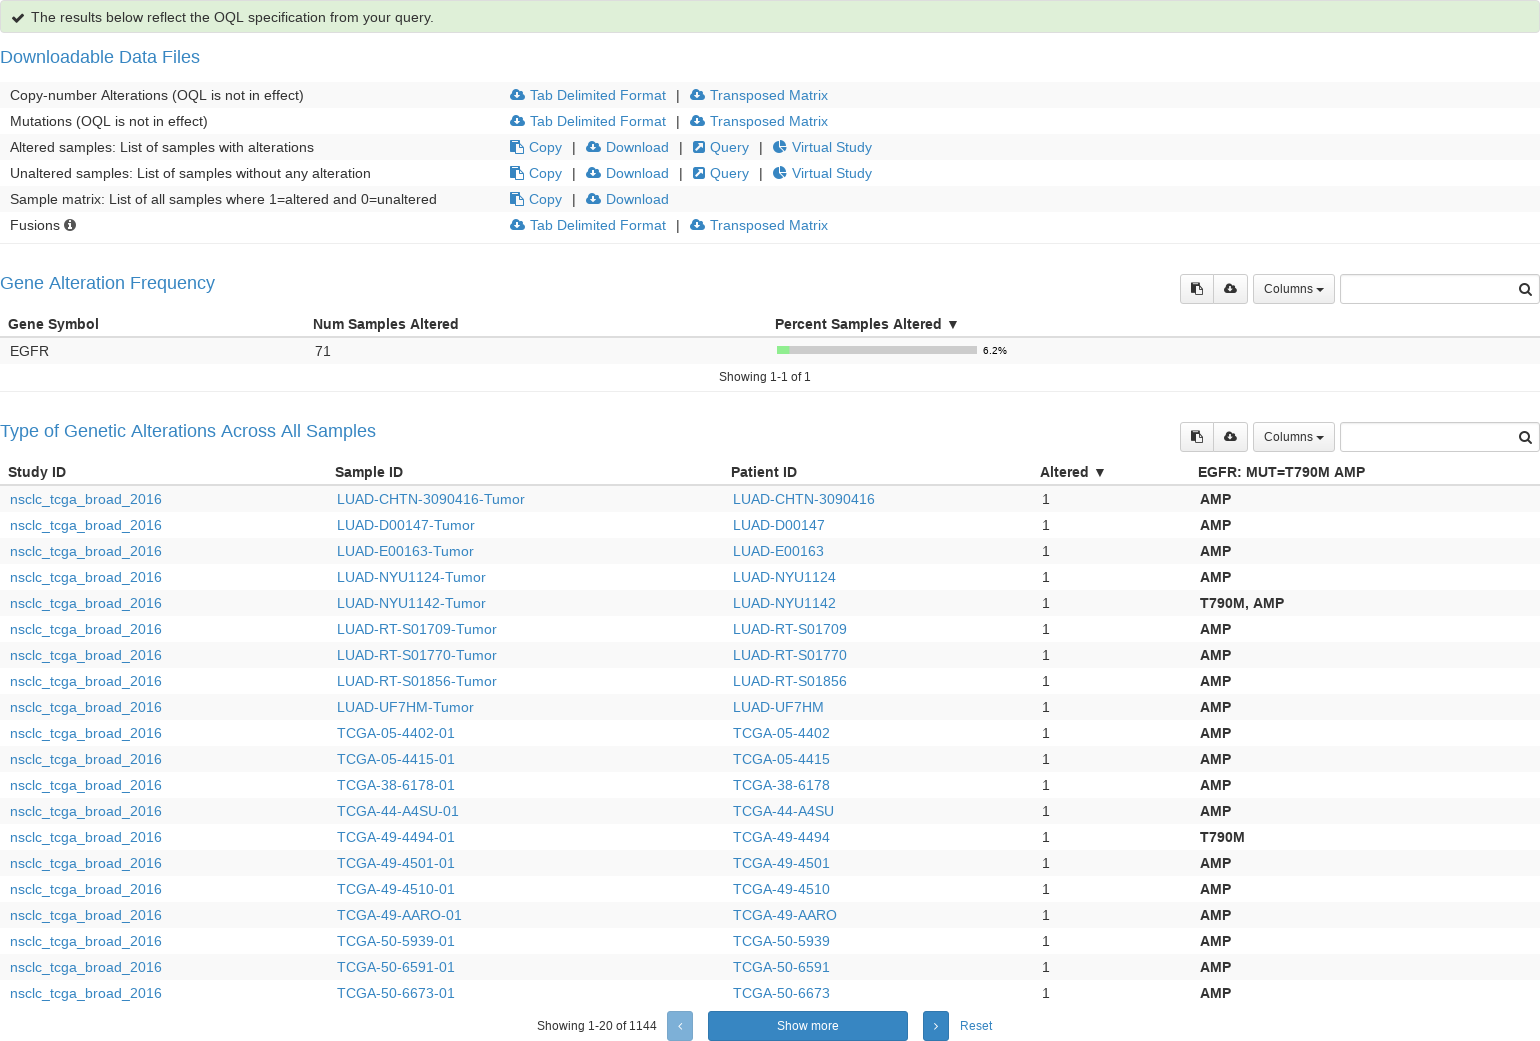 The results below reflect the OQL specification from your query.
Downloadable Data Files
Copy-number Alterations (OQL is not in effect) Tab Delimited Format | Transposed Matrix
Mutations (OQL is not in effect) Tab Delimited Format | Transposed Matrix
Altered samples: List of samples with alterations Copy | Download | Query | Virtual Study
Unaltered samples: List of samples without any alteration Copy | Download | Query | Virtual Study
Sample matrix: List of all samples where 1=altered and 0=unaltered Copy | Download
Fusions Tab Delimited Format | Transposed Matrix
Gene Alteration Frequency Columns
Gene Symbol Num Samples Altered Percent Samples Altered ▼
EGFR 71 6.2%
Showing 1-1 of 1
Type of Genetic Alterations Across All Samples Columns
Study ID Sample ID Patient ID Altered ▼ EGFR: MUT=T790M AMP
nsclc_tcga_broad_2016 LUAD-CHTN-3090416-Tumor LUAD-CHTN-3090416 1 AMP
nsclc_tcga_broad_2016 LUAD-D00147-Tumor LUAD-D00147 1 AMP
nsclc_tcga_broad_2016 LUAD-E00163-Tumor LUAD-E00163 1 AMP
nsclc_tcga_broad_2016 LUAD-NYU1124-Tumor LUAD-NYU1124 1 AMP
nsclc_tcga_broad_2016 LUAD-NYU1142-Tumor LUAD-NYU1142 1 T790M, AMP
nsclc_tcga_broad_2016 LUAD-RT-S01709-Tumor LUAD-RT-S01709 1 AMP
nsclc_tcga_broad_2016 LUAD-RT-S01770-Tumor LUAD-RT-S01770 1 AMP
nsclc_tcga_broad_2016 LUAD-RT-S01856-Tumor LUAD-RT-S01856 1 AMP
nsclc_tcga_broad_2016 LUAD-UF7HM-Tumor LUAD-UF7HM 1 AMP
nsclc_tcga_broad_2016 TCGA-05-4402-01 TCGA-05-4402 1 AMP
nsclc_tcga_broad_2016 TCGA-05-4415-01 TCGA-05-4415 1 AMP
nsclc_tcga_broad_2016 TCGA-38-6178-01 TCGA-38-6178 1 AMP
nsclc_tcga_broad_2016 TCGA-44-A4SU-01 TCGA-44-A4SU 1 AMP
nsclc_tcga_broad_2016 TCGA-49-4494-01 TCGA-49-4494 1 T790M
nsclc_tcga_broad_2016 TCGA-49-4501-01 TCGA-49-4501 1 AMP
nsclc_tcga_broad_2016 TCGA-49-4510-01 TCGA-49-4510 1 AMP
nsclc_tcga_broad_2016 TCGA-49-AARO-01 TCGA-49-AARO 1 AMP
nsclc_tcga_broad_2016 TCGA-50-5939-01 TCGA-50-5939 1 AMP
nsclc_tcga_broad_2016 TCGA-50-6591-01 TCGA-50-6591 1 AMP
nsclc_tcga_broad_2016 TCGA-50-6673-01 TCGA-50-6673 1 AMP
Showing 1-20 of 1144 Show more Reset